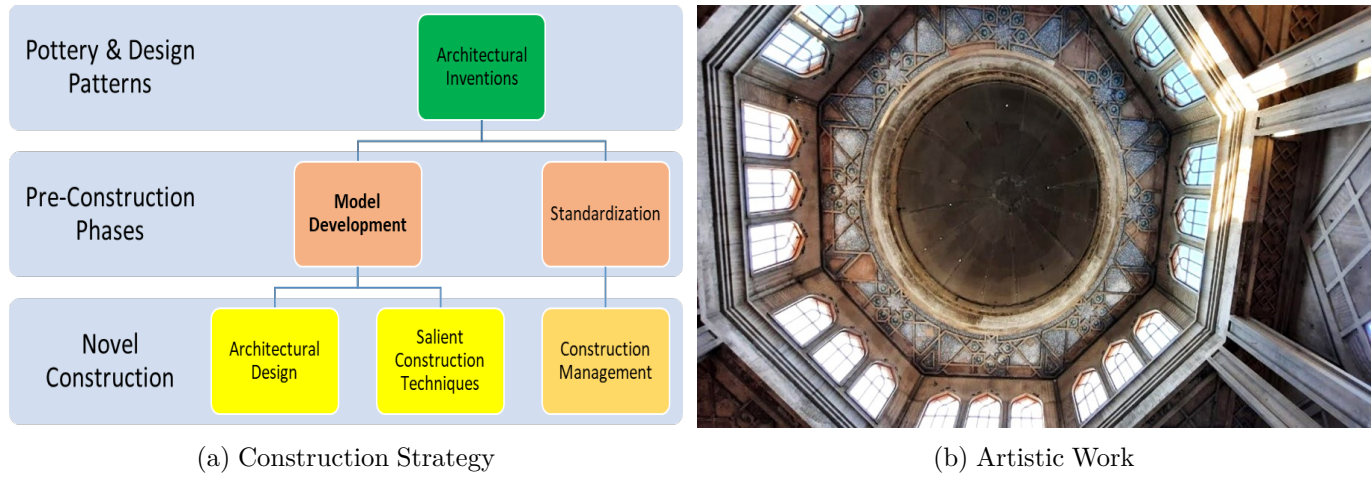 Pottery & Design
Patterns
Architectural
Inventions
Pre-Construction
Phases
Model
Development
Standardization
Novel
Construction
Architectural
Design
Salient
Construction
Techniques
Construction
Management
(a) Construction Strategy
(b) Artistic Work